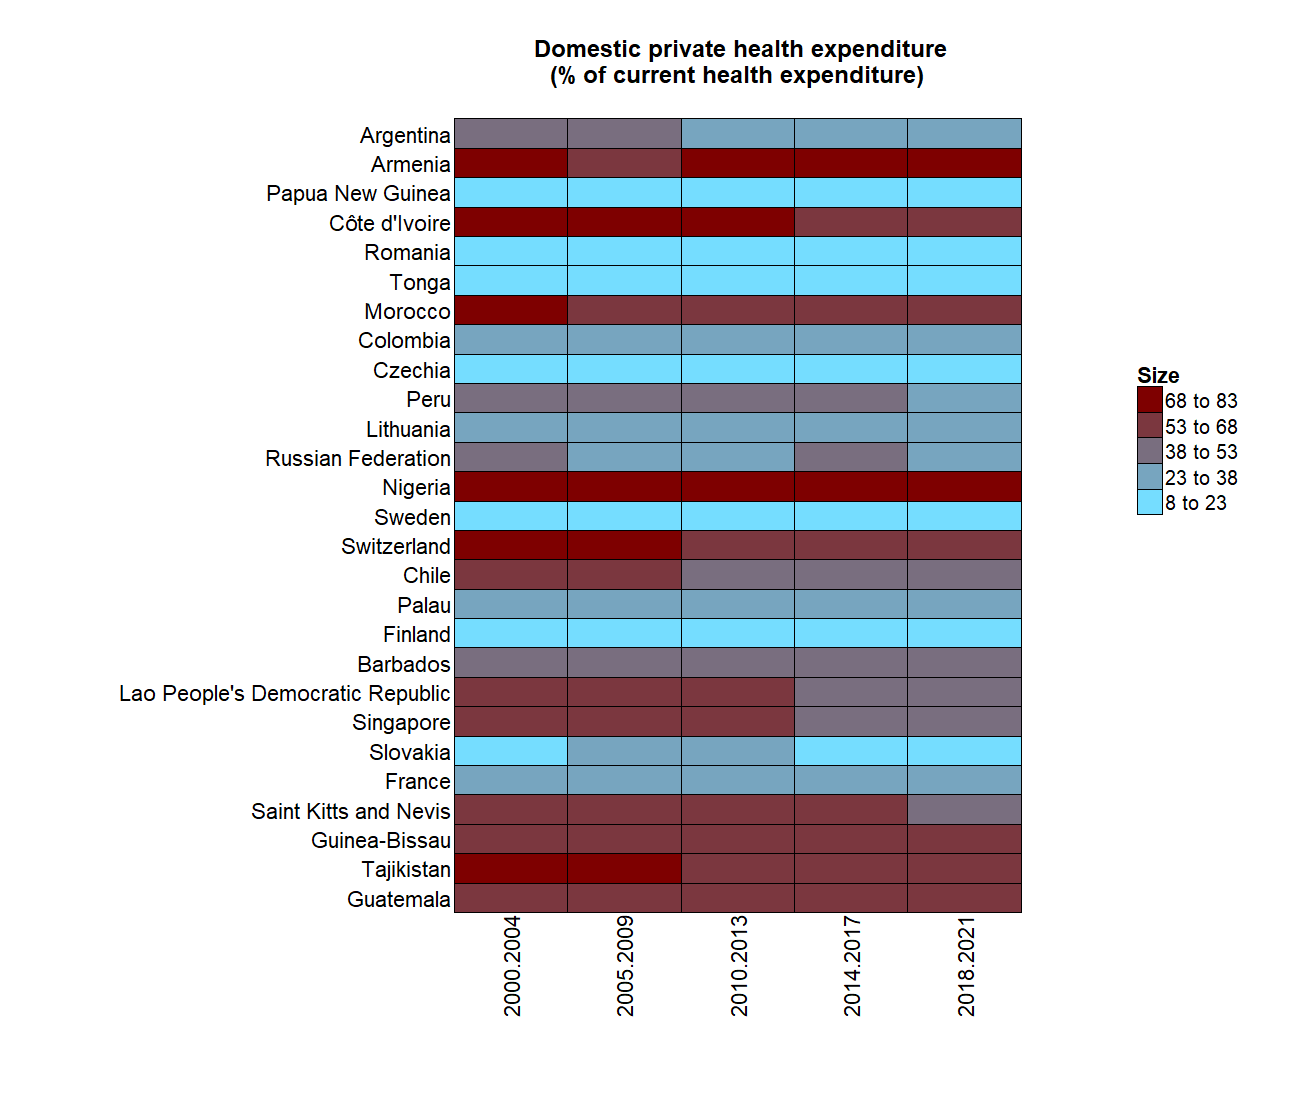 Domestic private health expenditure
(% of current health expenditure)
Argentina
Armenia
Papua New Guinea
Côte d'Ivoire
Romania
Tonga
Morocco
Colombia
Czechia
Peru
Lithuania
Russian Federation
Nigeria
Sweden
Switzerland
Chile
Palau
Finland
Barbados
Lao People's Democratic Republic
Singapore
Slovakia
France
Saint Kitts and Nevis
Guinea-Bissau
Tajikistan
Guatemala
2000.2004
2005.2009
2010.2013
2014.2017
2018.2021
Size
68 to 83
53 to 68
38 to 53
23 to 38
8 to 23